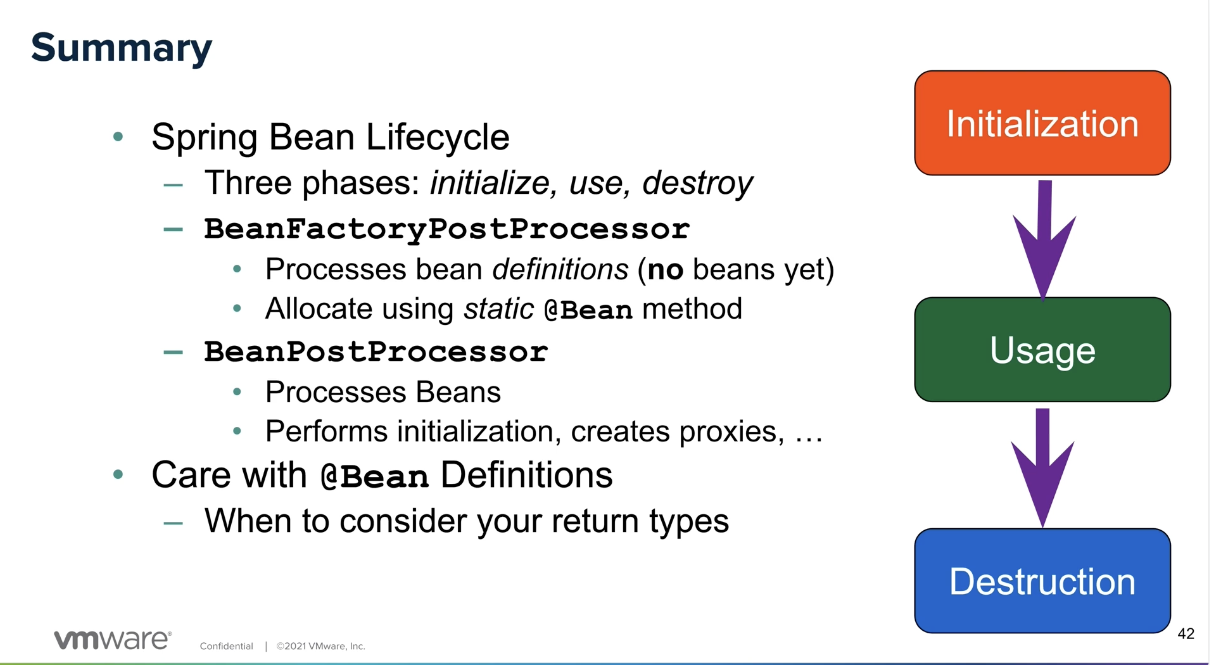 Summary
• Spring Bean Lifecycle
– Three phases: initialize, use, destroy
– BeanFactoryPostProcessor
• Processes bean definitions (no beans yet)
• Allocate using static @Bean method
– BeanPostProcessor
• Processes Beans
• Performs initialization, creates proxies, …
• Care with @Bean Definitions
– When to consider your return types
Initialization
Usage
Destruction
vmware®
Confidential | ©2021 VMware, Inc.
42